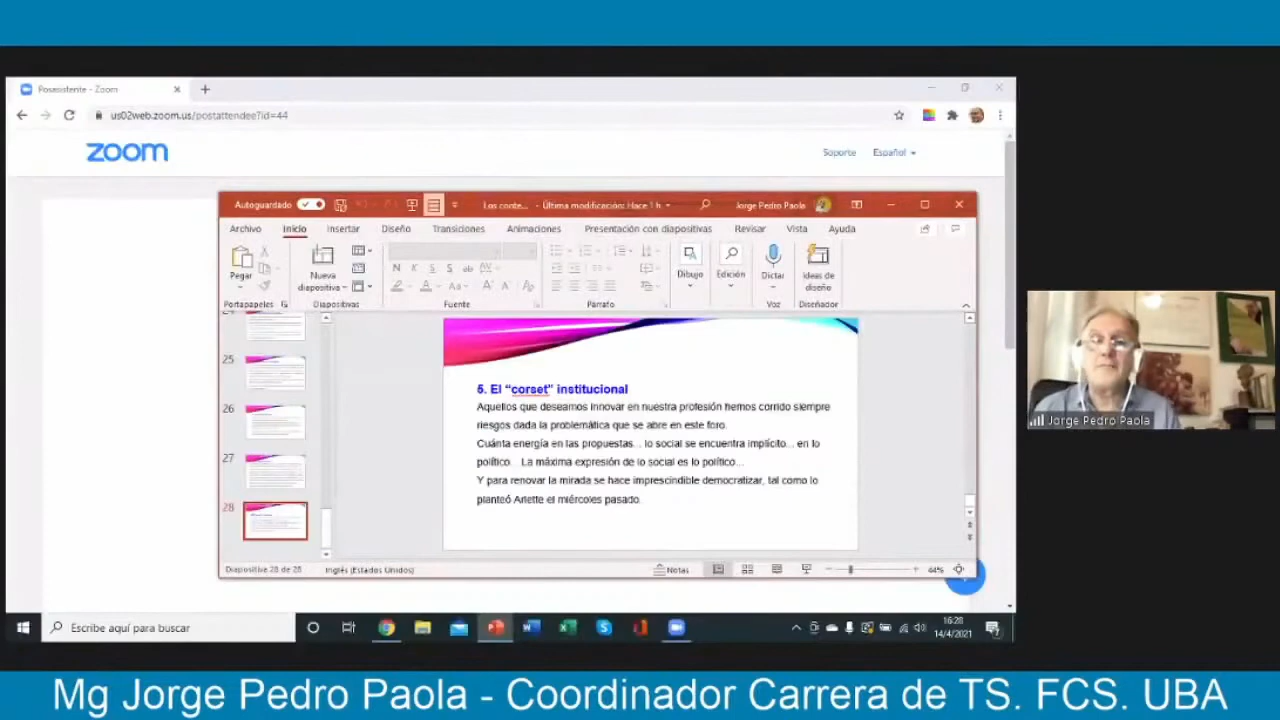 Posasistente - Zoom
us02web.zoom.us/postattendee?id=44
zoom
Soporte
Español
Autoguardado
Los conte... - Última modificación: Hace 1 h
Jorge Pedro Paola
Archivo Inicio Insertar Diseño Transiciones Animaciones Presentación con diapositivas Revisar Vista Ayuda
Pegar
Nueva
diapositiva
Dibujo
Edición
Dictar
Ideas de
diseño
Portapapeles
Diapositivas
Fuente
Párrafo
Voz
Diseñador
25
26
27
28
5. El “corset” institucional
Aquellos que deseamos innovar en nuestra profesión hemos corrido siempre
riesgos dada la problemática que se abre en este foro.
Cuánta energía en las propuestas... lo social se encuentra implícito... en lo
político... La máxima expresión de lo social es lo político...
Y para renovar la mirada se hace imprescindible democratizar, tal como lo
planteó Arlette el miércoles pasado.
Diapositiva 28 de 28
Inglés (Estados Unidos)
Notas
44%
Jorge Pedro Paola
Escribe aquí para buscar
16:28
14/4/2021
Mg Jorge Pedro Paola - Coordinador Carrera de TS. FCS. UBA